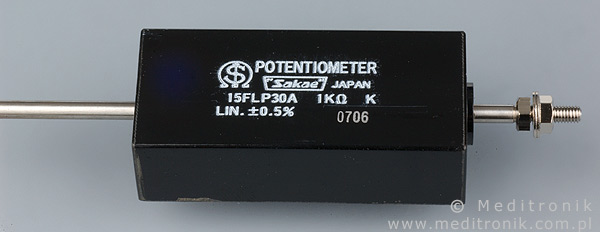 POTENTIOMETER
"Sakae" JAPAN
15FLP30A 1KΩ K
LIN. ±0.5% 0706
© Meditronik
www.meditronik.com.pl